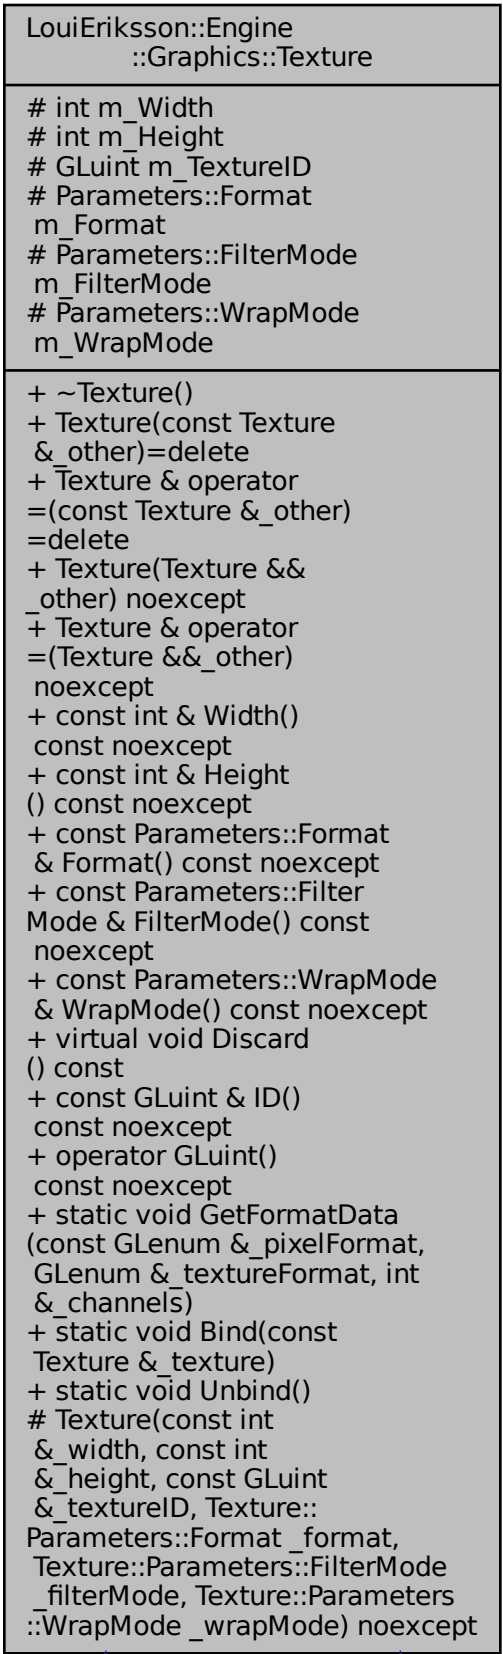 LouiEriksson::Engine
::Graphics::Texture
# int m_Width
# int m_Height
# GLuint m_TextureID
# Parameters::Format
m_Format
# Parameters::FilterMode
m_FilterMode
# Parameters::WrapMode
m_WrapMode
+ ~Texture()
+ Texture(const Texture
&_other)=delete
+ Texture & operator
=(const Texture &_other)
=delete
+ Texture(Texture &&
_other) noexcept
+ Texture & operator
=(Texture &&_other)
noexcept
+ const int & Width()
const noexcept
+ const int & Height
() const noexcept
+ const Parameters::Format
& Format() const noexcept
+ const Parameters::Filter
Mode & FilterMode() const
noexcept
+ const Parameters::WrapMode
& WrapMode() const noexcept
+ virtual void Discard
() const
+ const GLuint & ID()
const noexcept
+ operator GLuint()
const noexcept
+ static void GetFormatData
(const GLenum &_pixelFormat,
GLenum &_textureFormat, int
&_channels)
+ static void Bind(const
Texture &_texture)
+ static void Unbind()
# Texture(const int
&_width, const int
&_height, const GLuint
&_textureID, Texture::
Parameters::Format _format,
Texture::Parameters::FilterMode
_filterMode, Texture::Parameters
::WrapMode _wrapMode) noexcept